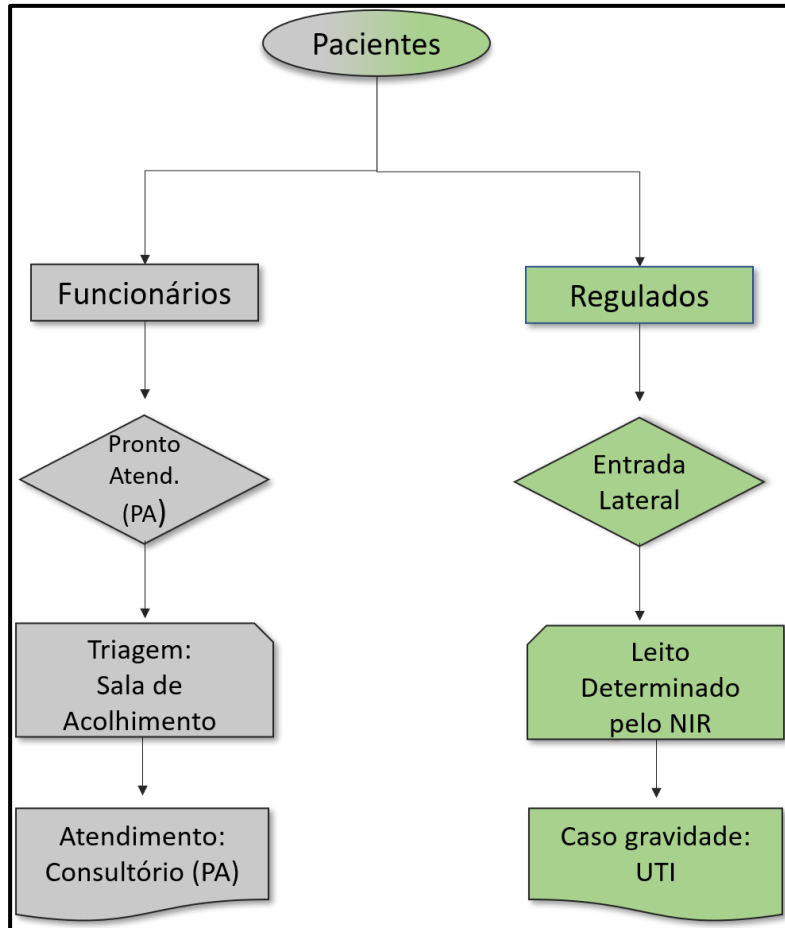 Pacientes
Funcionários
Regulados
Pronto
Atend.
(PA)
Entrada
Lateral
Triagem:
Sala de
Acolhimento
Leito
Determinado
pelo NIR
Atendimento:
Consultório (PA)
Caso gravidade:
UTI